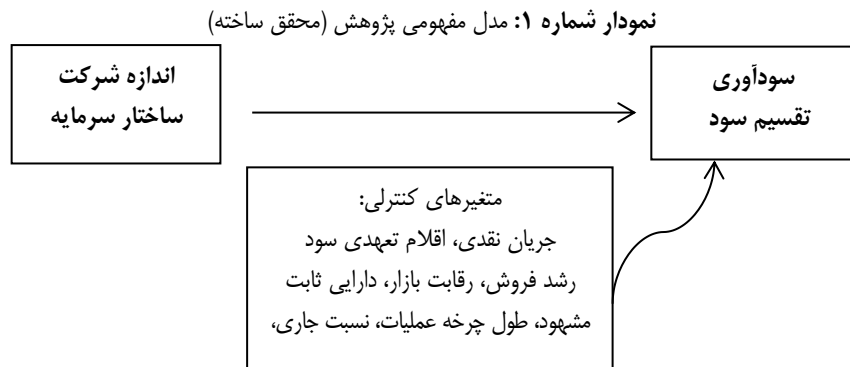 نمودار شماره ۱: مدل مفهومی پژوهش (محقق ساخته)
سودآوری
تقسیم سود
اندازه شرکت
ساختار سرمایه
متغیرهای کنترلی:
جریان نقدی، اقلام تعهدی سود
رشد فروش، رقابت بازار، دارایی ثابت
مشهود، طول چرخه عملیات، نسبت جاری،